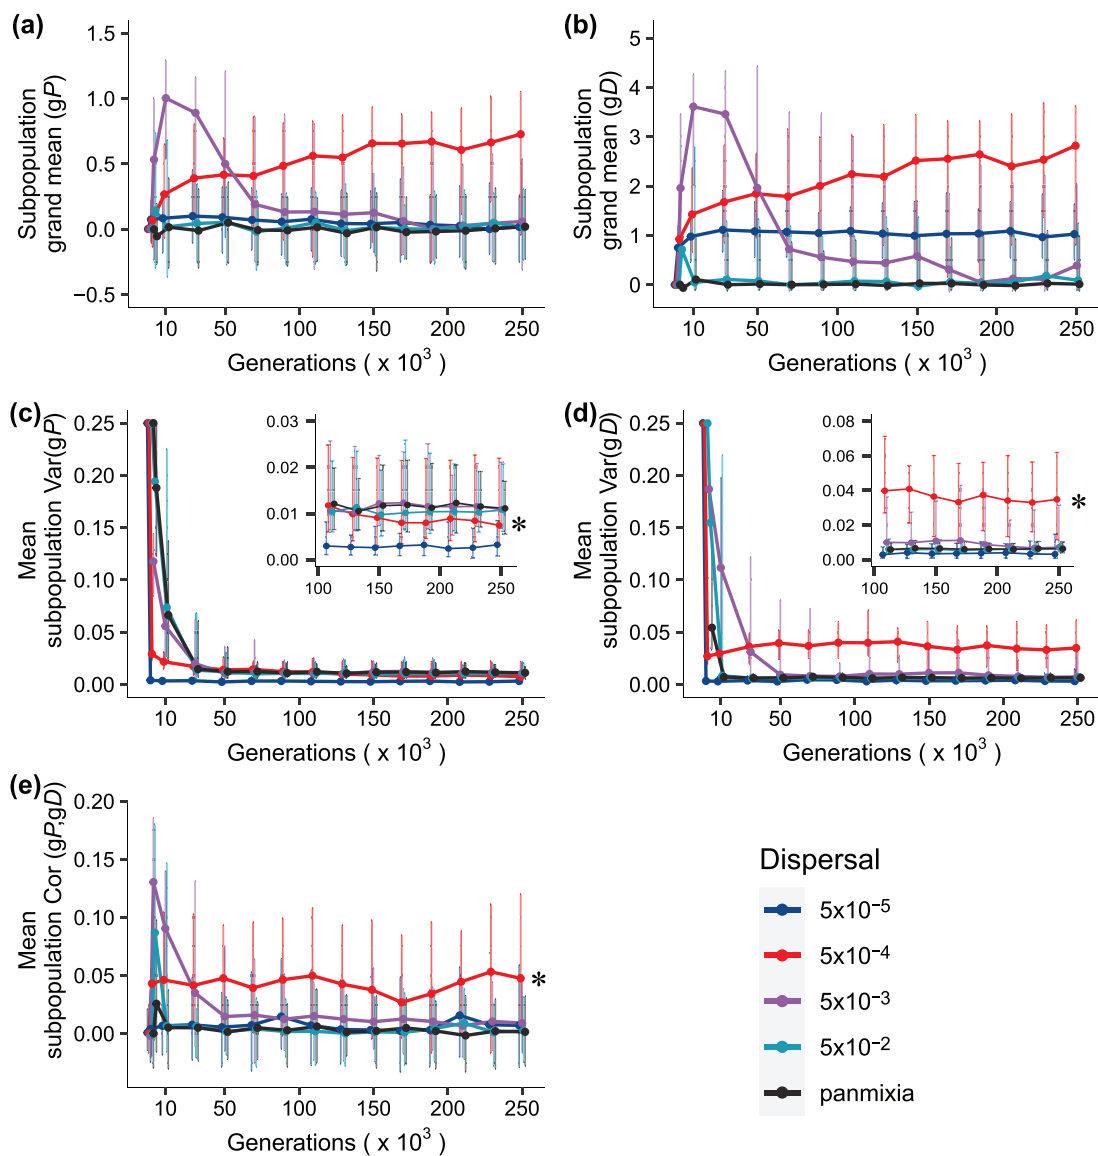 (a)
Subpopulation
grand mean (gP)
1.5
1.0
0.5
0.0
−0.5
10 50 100 150 200 250
Generations ( x 10³ )
(b)
Subpopulation
grand mean (gD)
5
4
3
2
1
0
10 50 100 150 200 250
Generations ( x 10³ )
(c)
Mean
subpopulation Var(gP)
0.25
0.20
0.15
0.10
0.05
0.00
10 50 100 150 200 250
Generations ( x 10³ )
0.03
0.02
0.01
0.00
100 150 200 250
*
(d)
Mean
subpopulation Var(gD)
0.25
0.20
0.15
0.10
0.05
0.00
10 50 100 150 200 250
Generations ( x 10³ )
0.08
0.06
0.04
0.02
0.00
100 150 200 250
*
(e)
Mean
subpopulation Cor (gP,gD)
0.20
0.15
0.10
0.05
0.00
*
10 50 100 150 200 250
Generations ( x 10³ )
Dispersal
5x10⁻⁵
5x10⁻⁴
5x10⁻³
5x10⁻²
panmixia